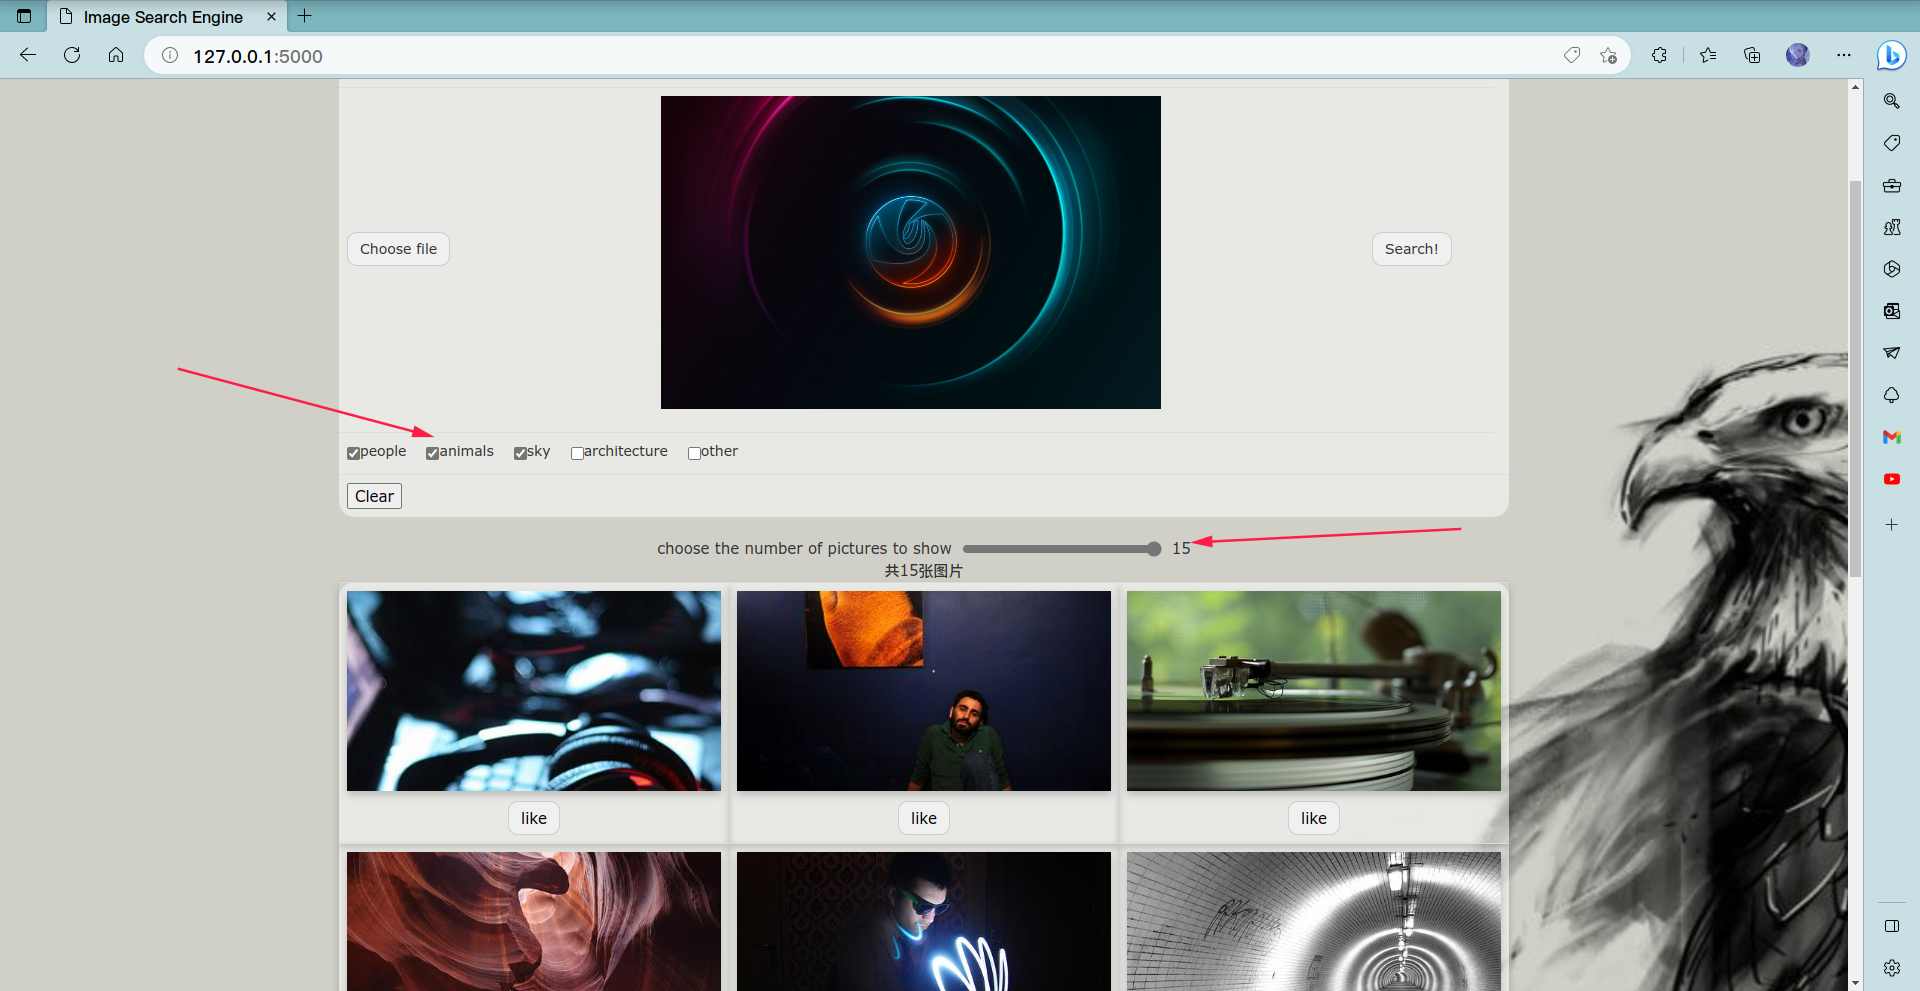 Image Search Engine
127.0.0.1:5000
Choose file
Search!
people animals sky architecture other
Clear
choose the number of pictures to show 15
共15张图片
like like like